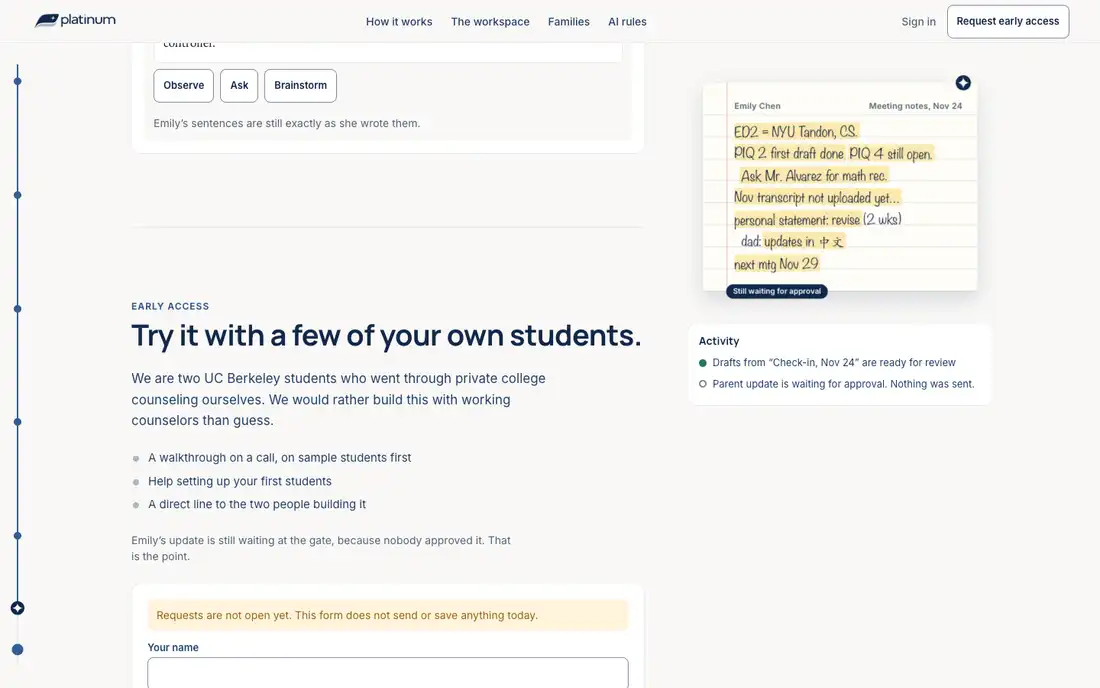 platinum
How it works
The workspace
Families
AI rules
Sign in
Request early access
controller.
Observe
Ask
Brainstorm
Emily’s sentences are still exactly as she wrote them.
EARLY ACCESS
Try it with a few of your own students.
We are two UC Berkeley students who went through private college
counseling ourselves. We would rather build this with working
counselors than guess.
A walkthrough on a call, on sample students first
Help setting up your first students
A direct line to the two people building it
Emily’s update is still waiting at the gate, because nobody approved it. That
is the point.
Requests are not open yet. This form does not send or save anything today.
Your name
Emily Chen
Meeting notes, Nov 24
ED2 = NYU Tandon, CS.
PIQ 2 first draft done PIQ 4 still open.
Ask Mr. Alvarez for math rec.
Nov transcript not uploaded yet...
personal statement: revise (2 wks)
dad: updates in 中文
next mtg Nov 29
Still waiting for approval
Activity
Drafts from “Check-in, Nov 24” are ready for review
Parent update is waiting for approval. Nothing was sent.